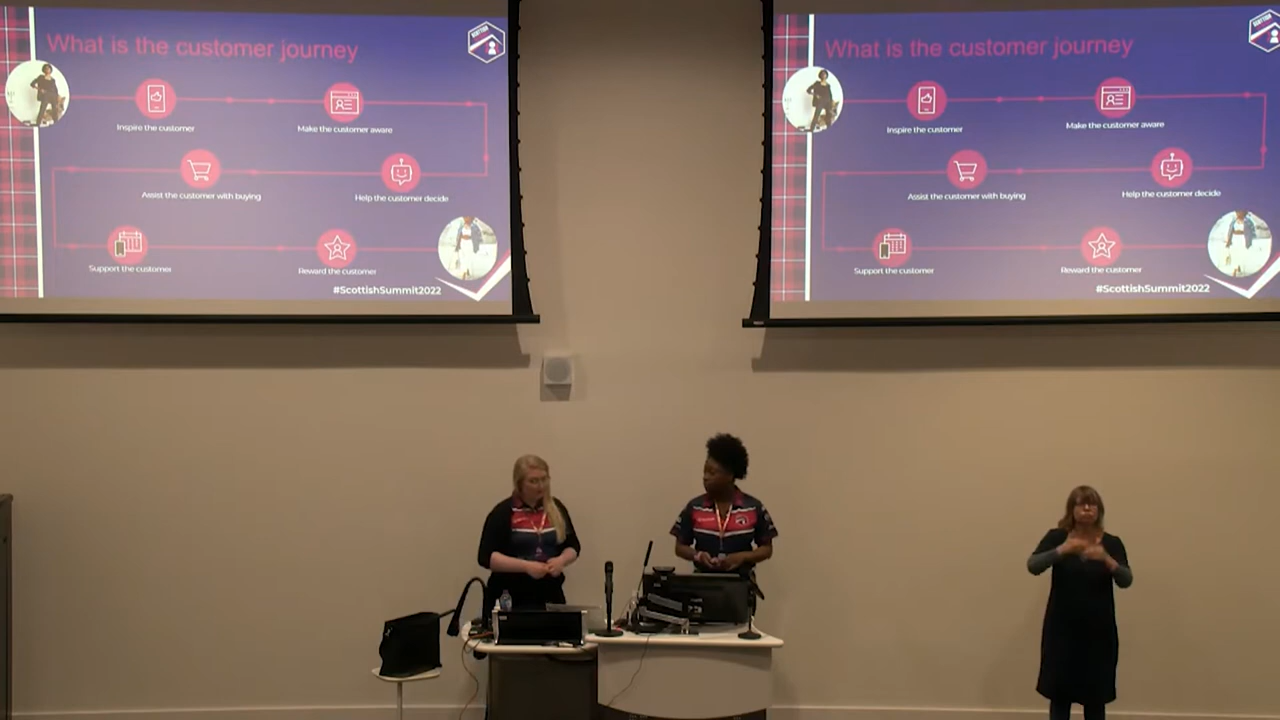 What is the customer journey
Inspire the customer
Make the customer aware
Assist the customer with buying
Help the customer decide
Support the customer
Reward the customer
#ScottishSummit2022
What is the customer journey
Inspire the customer
Make the customer aware
Assist the customer with buying
Help the customer decide
Support the customer
Reward the customer
#ScottishSummit2022